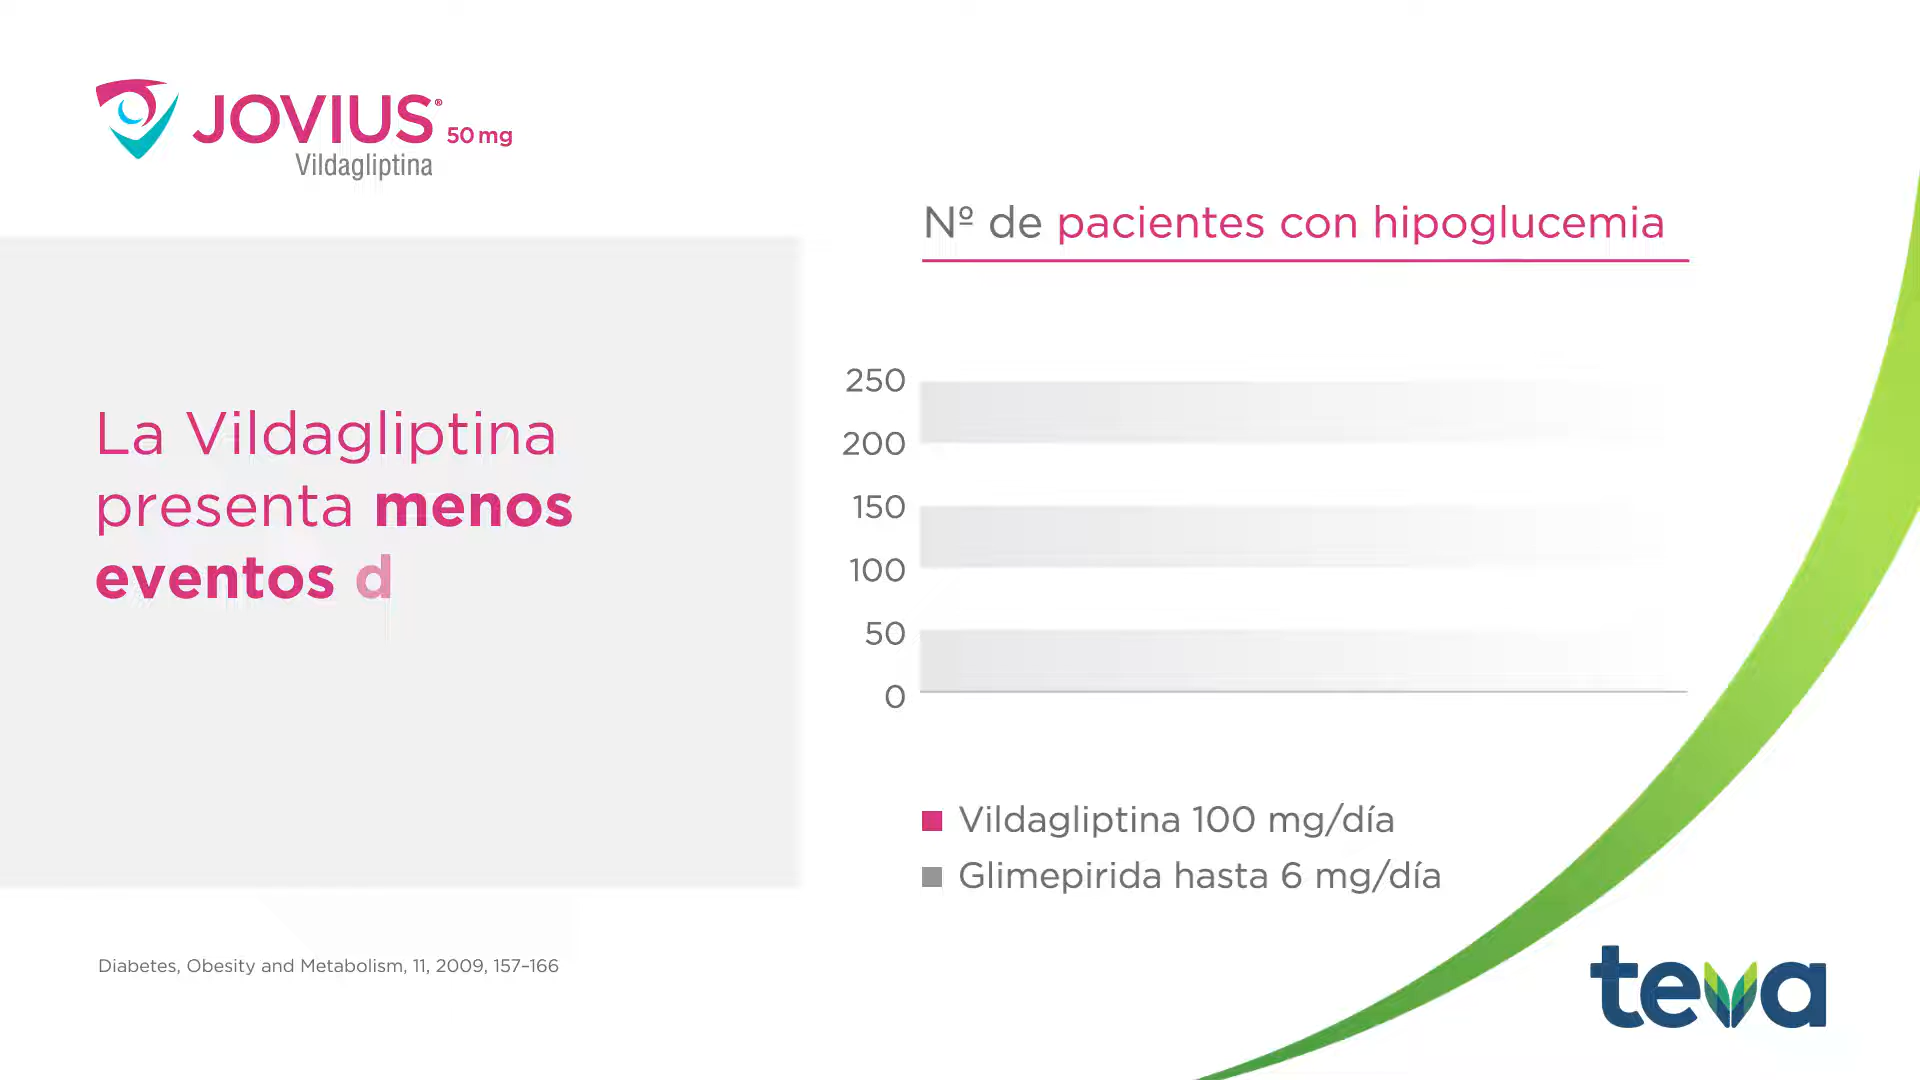 JOVIUS® 50 mg
Vildagliptina
La Vildagliptina
presenta menos
eventos d
Nº de pacientes con hipoglucemia
250
200
150
100
50
0
Vildagliptina 100 mg/día
Glimepirida hasta 6 mg/día
Diabetes, Obesity and Metabolism, 11, 2009, 157–166
teva